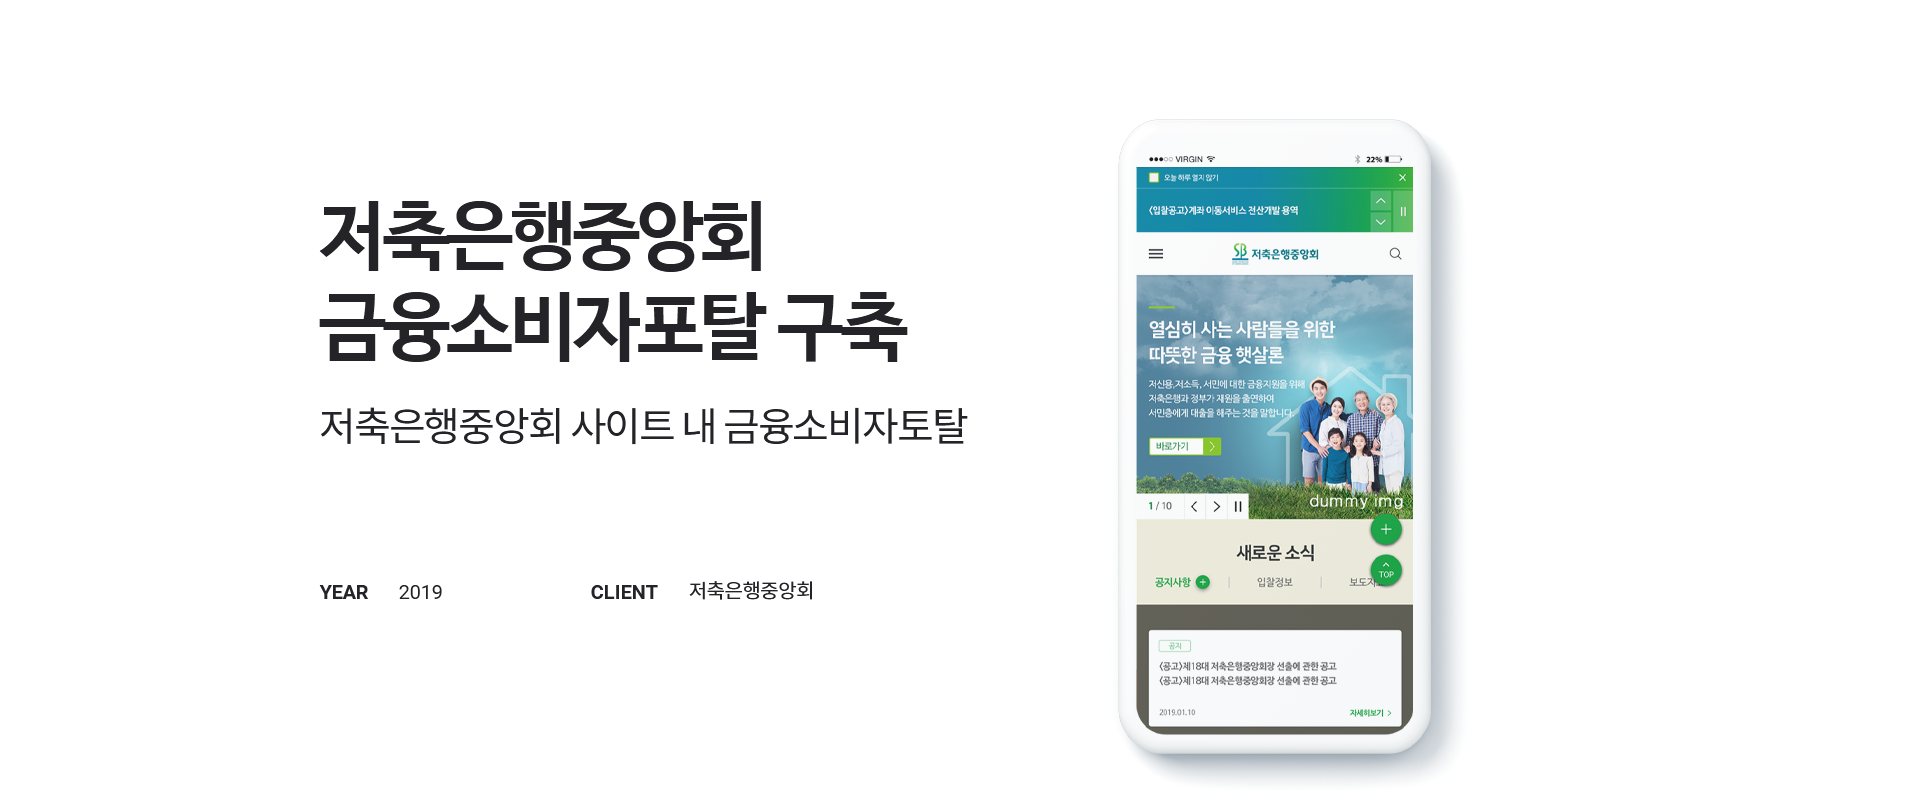 저축은행중앙회
금융소비자포탈 구축
저축은행중앙회 사이트 내 금융소비자토탈
YEAR 2019 CLIENT 저축은행중앙회
VIRGIN 22%
오늘 하루 열지 않기
<입찰공고>계좌 이동서비스 전산개발 용역
SB 저축은행중앙회
열심히 사는 사람들을 위한
따뜻한 금융 햇살론
저신용,저소득, 서민에 대한 금융지원을 위해
저축은행과 정부가 재원을 출연하여
서민층에게 대출을 해주는 것을 말합니다.
바로가기
1 / 10
dummy img
새로운 소식
공지사항 입찰정보 보도자
TOP
공지
<공고>제18대 저축은행중앙회장 선출에 관한 공고
<공고>제18대 저축은행중앙회장 선출에 관한 공고
2019.01.10 자세히보기